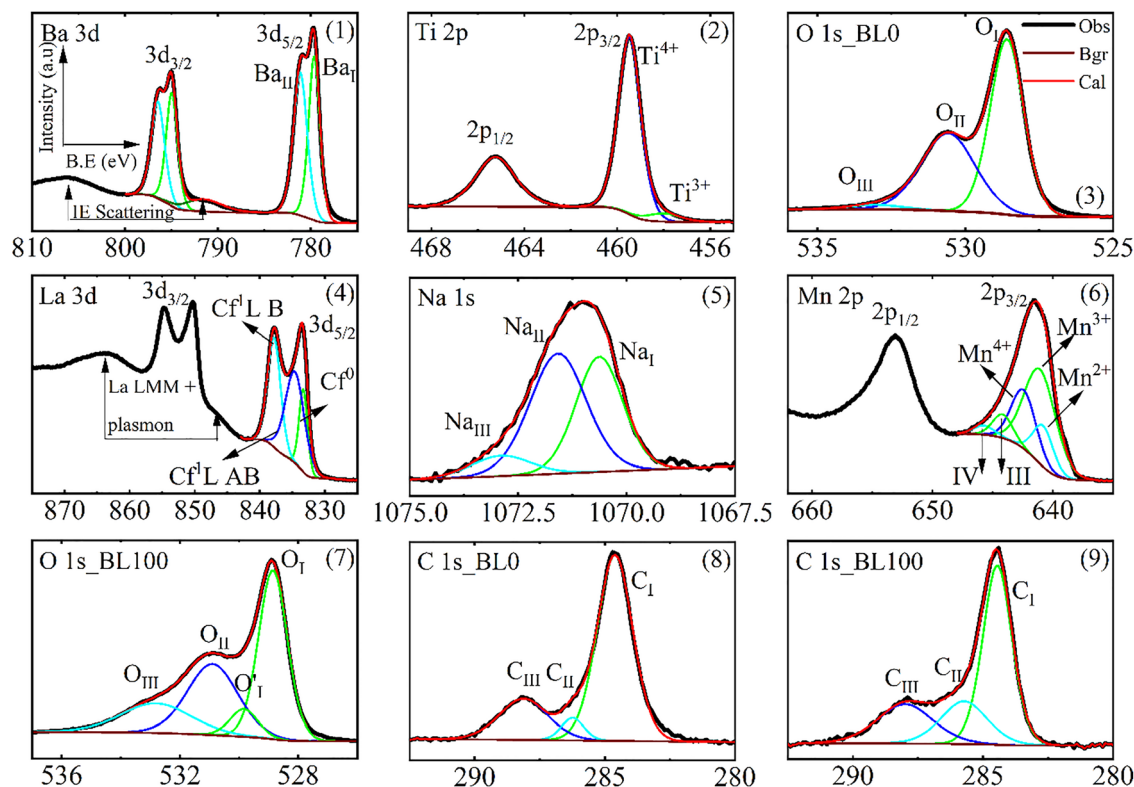 Ba 3d
(1)
Intensity (a.u)
B.E (eV)
3d3/2
3d5/2
BaII
BaI
IE Scattering
810 800 790 780
Ti 2p
(2)
2p3/2
Ti4+
2p1/2
Ti3+
468 464 460 456
O 1s_BL0
OI
Obs
Bgr
Cal
OII
OIII
(3)
535 530 525
La 3d
(4)
3d3/2
Cf1L B
3d5/2
La LMM +
plasmon
Cf0
Cf1L AB
870 860 850 840 830
Na 1s
(5)
NaII
NaI
NaIII
1075.0 1072.5 1070.0 1067.5
Mn 2p
(6)
2p3/2
2p1/2
Mn3+
Mn4+
Mn2+
IV
III
660 650 640
O 1s_BL100
(7)
OI
OII
OIII
O'I
536 532 528
C 1s_BL0
(8)
CI
CIII
CII
290 285 280
C 1s_BL100
(9)
CI
CII
CIII
290 285 280